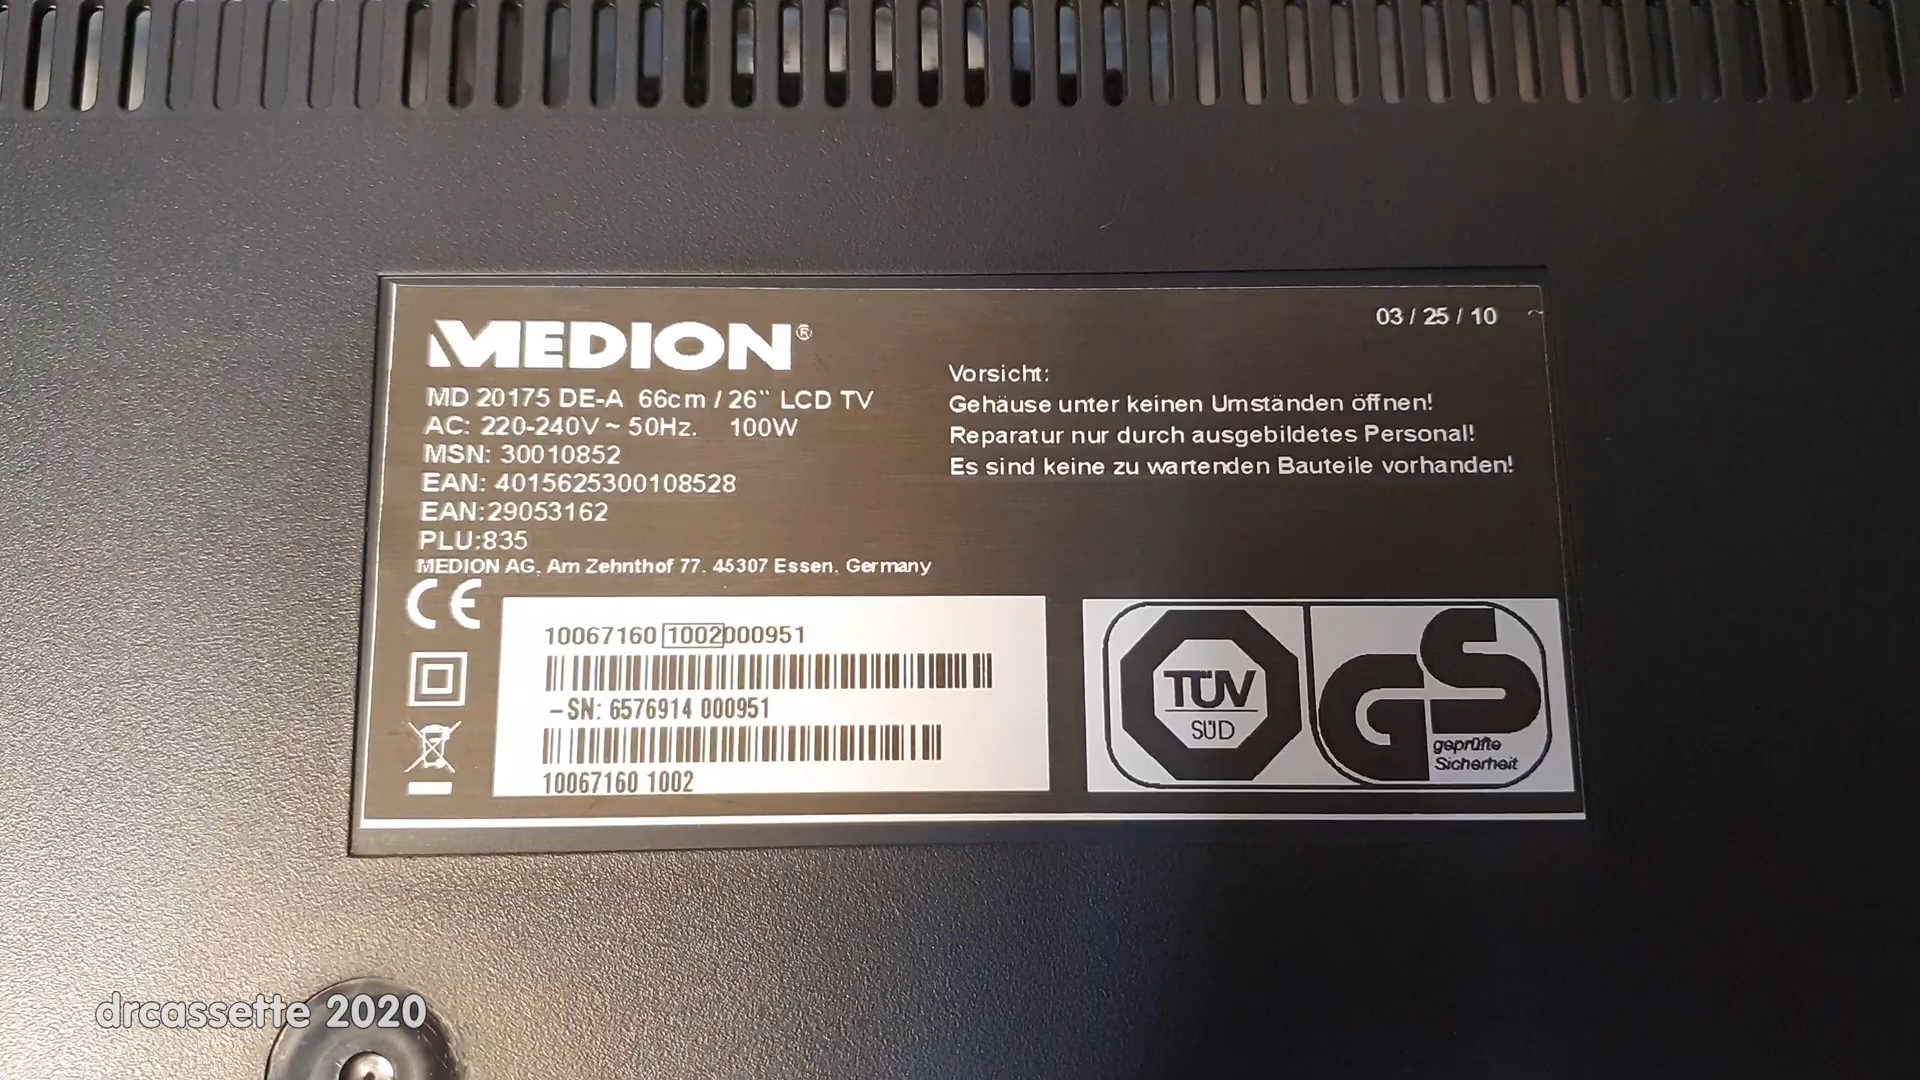 MEDION®
MD 20175 DE-A 66cm / 26" LCD TV
AC: 220-240V ~ 50Hz. 100W
MSN: 30010852
EAN: 4015625300108528
EAN:29053162
PLU:835
MEDION AG, Am Zehnthof 77. 45307 Essen, Germany
03 / 25 / 10
Vorsicht:
Gehäuse unter keinen Umständen öffnen!
Reparatur nur durch ausgebildetes Personal!
Es sind keine zu wartenden Bauteile vorhanden!
CE
10067160 1002000951
-SN: 6576914 000951
10067160 1002
TÜV
SÜD
GS
geprüfte
Sicherheit
drcassette 2020